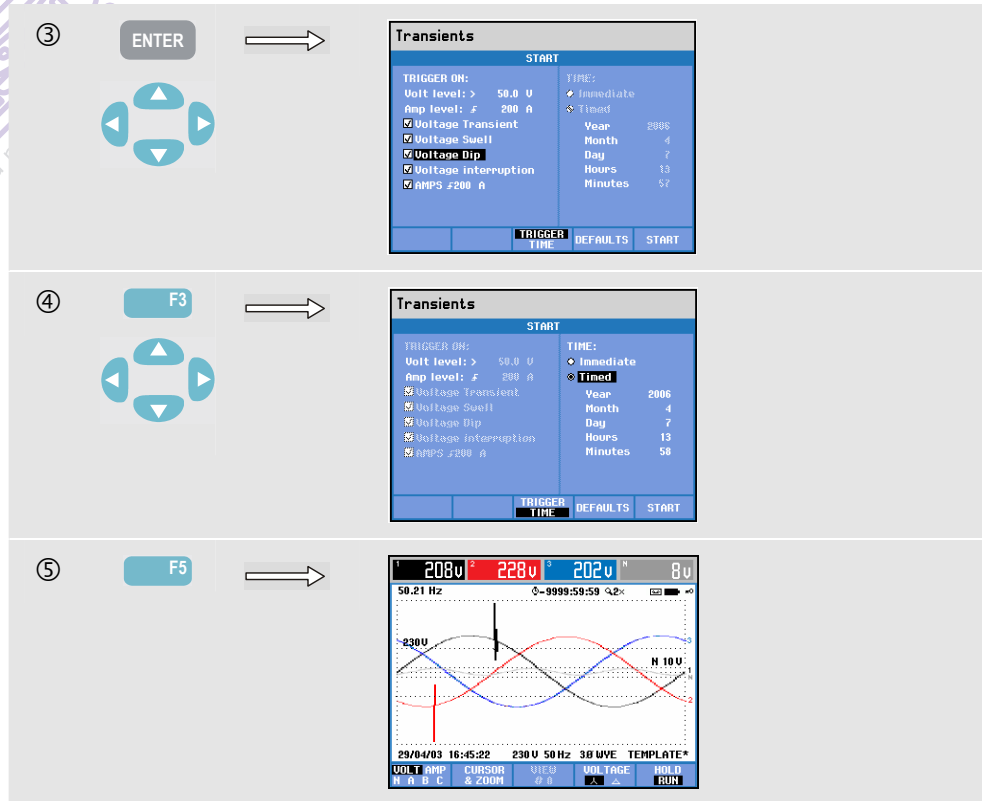 ③
ENTER
Transients
START
TRIGGER ON:
Volt level: > 50.0 V
Amp level: 200 A
Voltage Transient
Voltage Swell
Voltage Dip
Voltage interruption
AMPS 200 A
TIME:
Immediate
Timed
Year 2006
Month 4
Day 7
Hours 13
Minutes 57
TRIGGER
TIME
DEFAULTS
START
④
F3
Transients
START
TRIGGER ON:
Volt level: > 50.0 V
Amp level: 200 A
Voltage Transient
Voltage Swell
Voltage Dip
Voltage interruption
AMPS 200 A
TIME:
Immediate
Timed
Year 2006
Month 4
Day 7
Hours 13
Minutes 58
TRIGGER
TIME
DEFAULTS
START
⑤
F5
1 208V 2 228V 3 202V N 8V
50.21 Hz -9999:59:59 2×
230V
3
N 10V
1
N
2
29/04/03 16:45:22 230V 50Hz 3Ø WYE TEMPLATE*
VOLT AMP
N A B C
CURSOR
& ZOOM
VIEW
VOLTAGE
HOLD
RUN